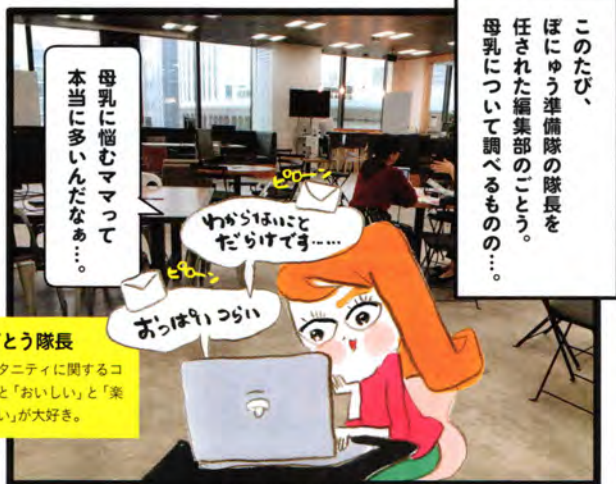 このたび、
ぼにゅう準備隊の隊長を
任された編集部のごとう。
母乳について調べるものの…。
母乳に悩むママって
本当に多いんだなぁ…。
ピローン
わからないこと
だらけです……
ピローン
おっぱいつらい
とう隊長
タニティに関するコ
と「おいしい」と「楽
い」が大好き。